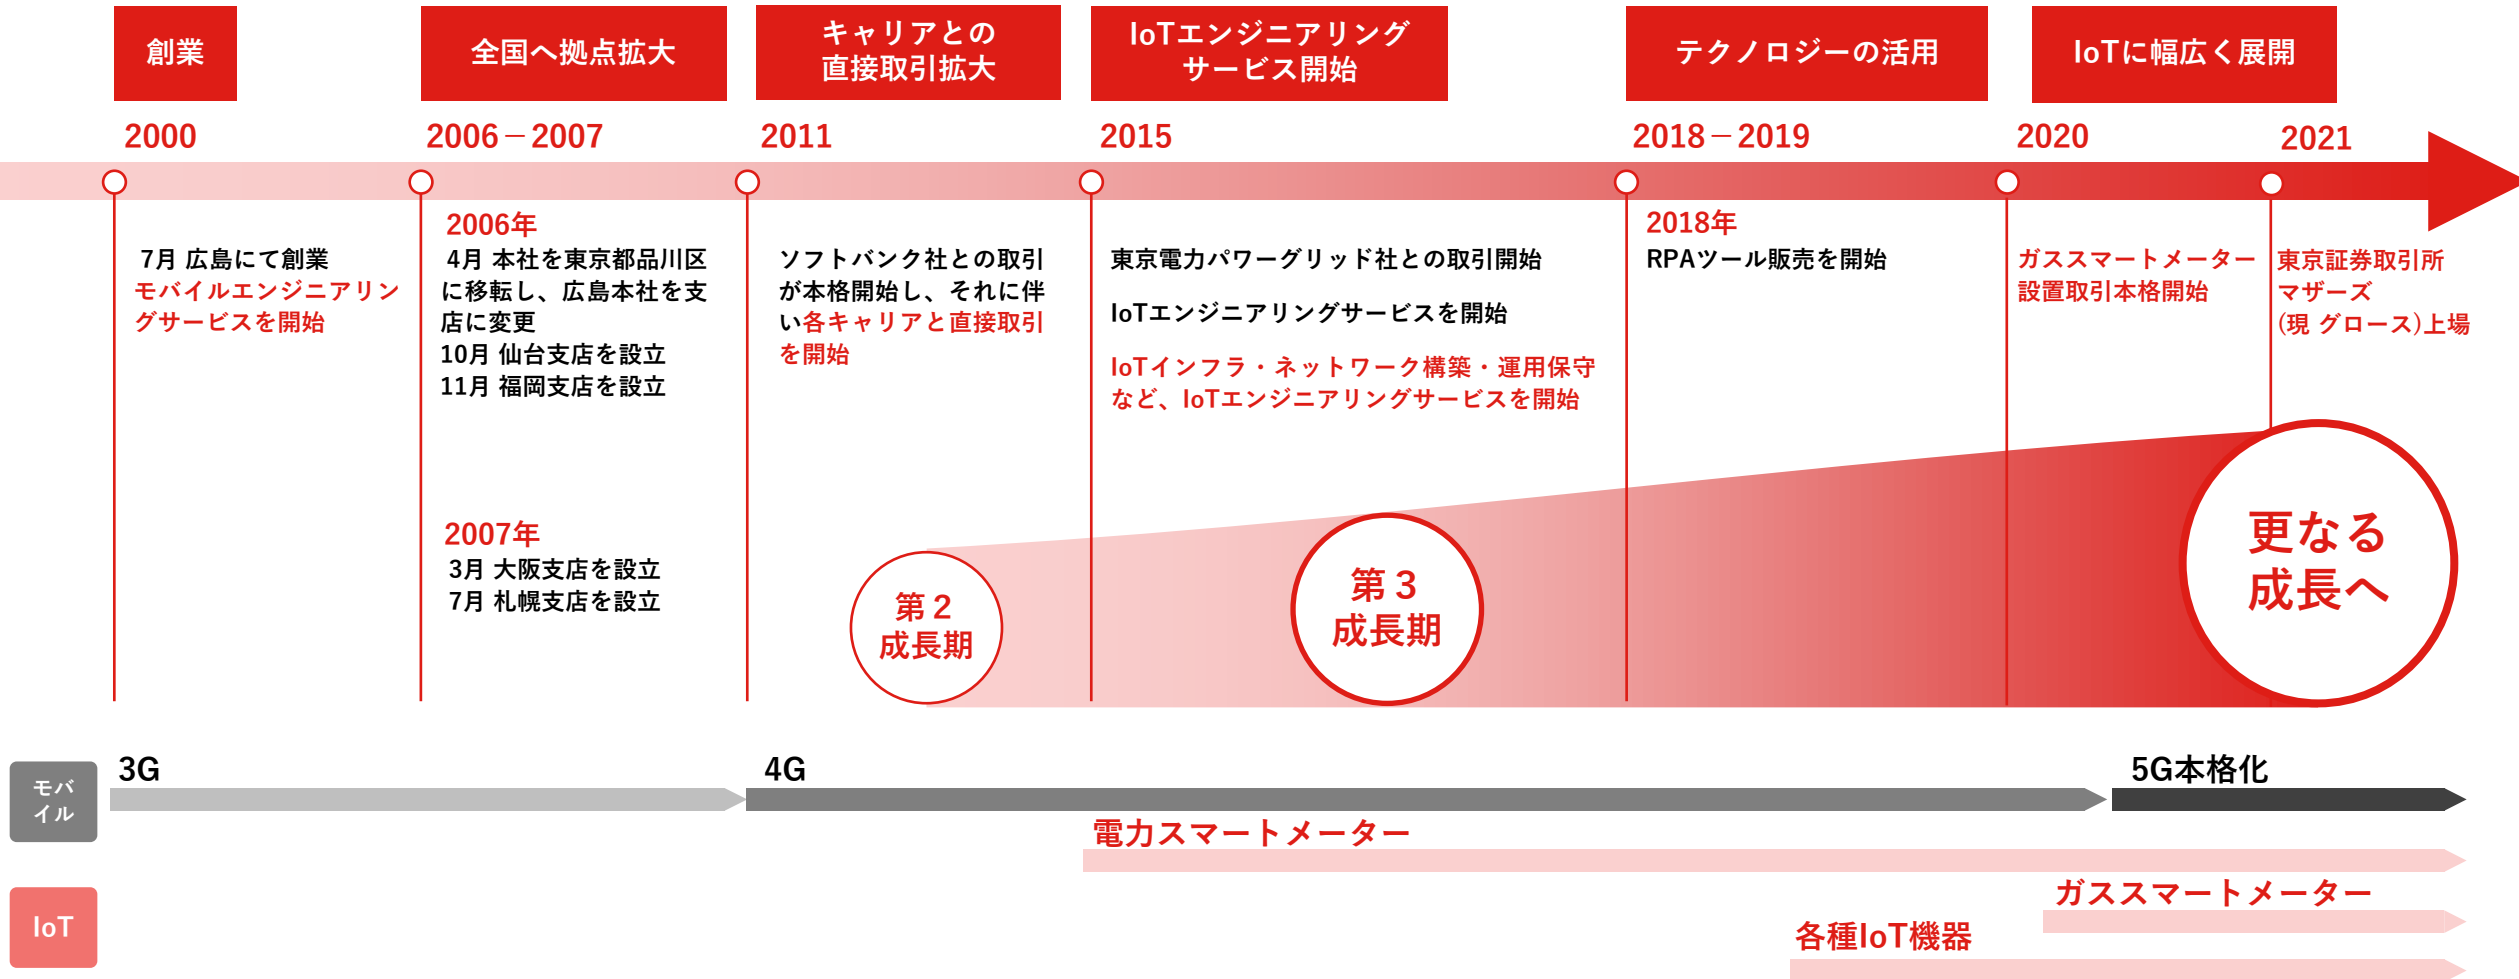 創業
全国へ拠点拡大
キャリアとの
直接取引拡大
IoTエンジニアリング
サービス開始
テクノロジーの活用
IoTに幅広く展開
2000
2006－2007
2011
2015
2018－2019
2020
2021
7月 広島にて創業
モバイルエンジニアリン
グサービスを開始
2006年
4月 本社を東京都品川区
に移転し、広島本社を支
店に変更
10月 仙台支店を設立
11月 福岡支店を設立
2007年
3月 大阪支店を設立
7月 札幌支店を設立
ソフトバンク社との取引
が本格開始し、それに伴
い各キャリアと直接取引
を開始
東京電力パワーグリッド社との取引開始
IoTエンジニアリングサービスを開始
IoTインフラ・ネットワーク構築・運用保守
など、IoTエンジニアリングサービスを開始
2018年
RPAツール販売を開始
ガススマートメーター
設置取引本格開始
東京証券取引所
マザーズ
(現 グロース)上場
第２
成長期
第３
成長期
更なる
成長へ
モバ
イル
3G
4G
5G本格化
電力スマートメーター
ガススマートメーター
IoT
各種IoT機器